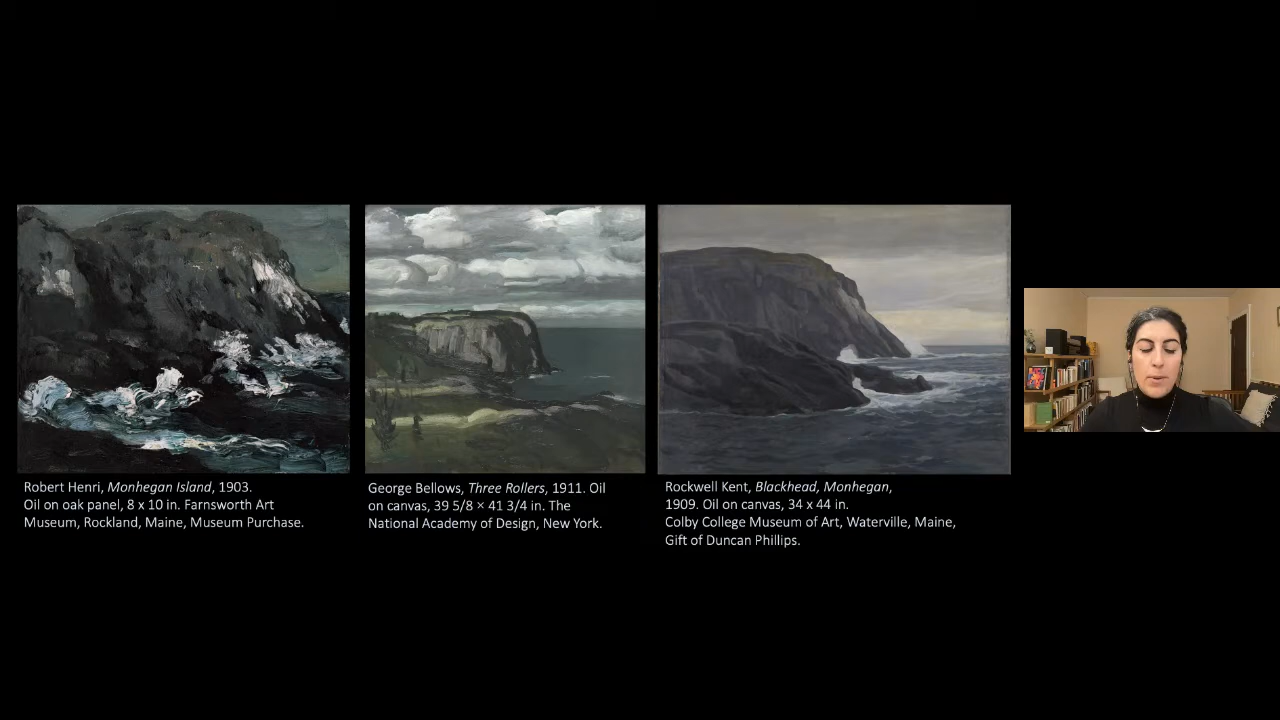 Robert Henri, Monhegan Island, 1903.
Oil on oak panel, 8 x 10 in. Farnsworth Art
Museum, Rockland, Maine, Museum Purchase.
George Bellows, Three Rollers, 1911. Oil
on canvas, 39 5/8 × 41 3/4 in. The
National Academy of Design, New York.
Rockwell Kent, Blackhead, Monhegan,
1909. Oil on canvas, 34 x 44 in.
Colby College Museum of Art, Waterville, Maine,
Gift of Duncan Phillips.